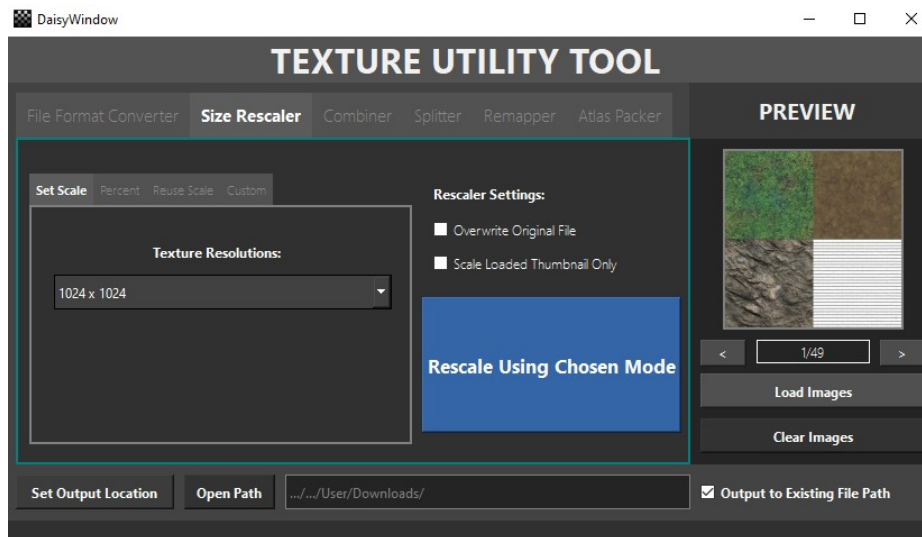 DaisyWindow
TEXTURE UTILITY TOOL
File Format Converter Size Rescaler Combiner Splitter Remapper Atlas Packer
PREVIEW
Set Scale Percent Reuse Scale Custom
Rescaler Settings:
Overwrite Original File
Scale Loaded Thumbnail Only
Texture Resolutions:
1024 x 1024
Rescale Using Chosen Mode
< 1/49 >
Load Images
Clear Images
Set Output Location Open Path .../.../User/Downloads/ Output to Existing File Path